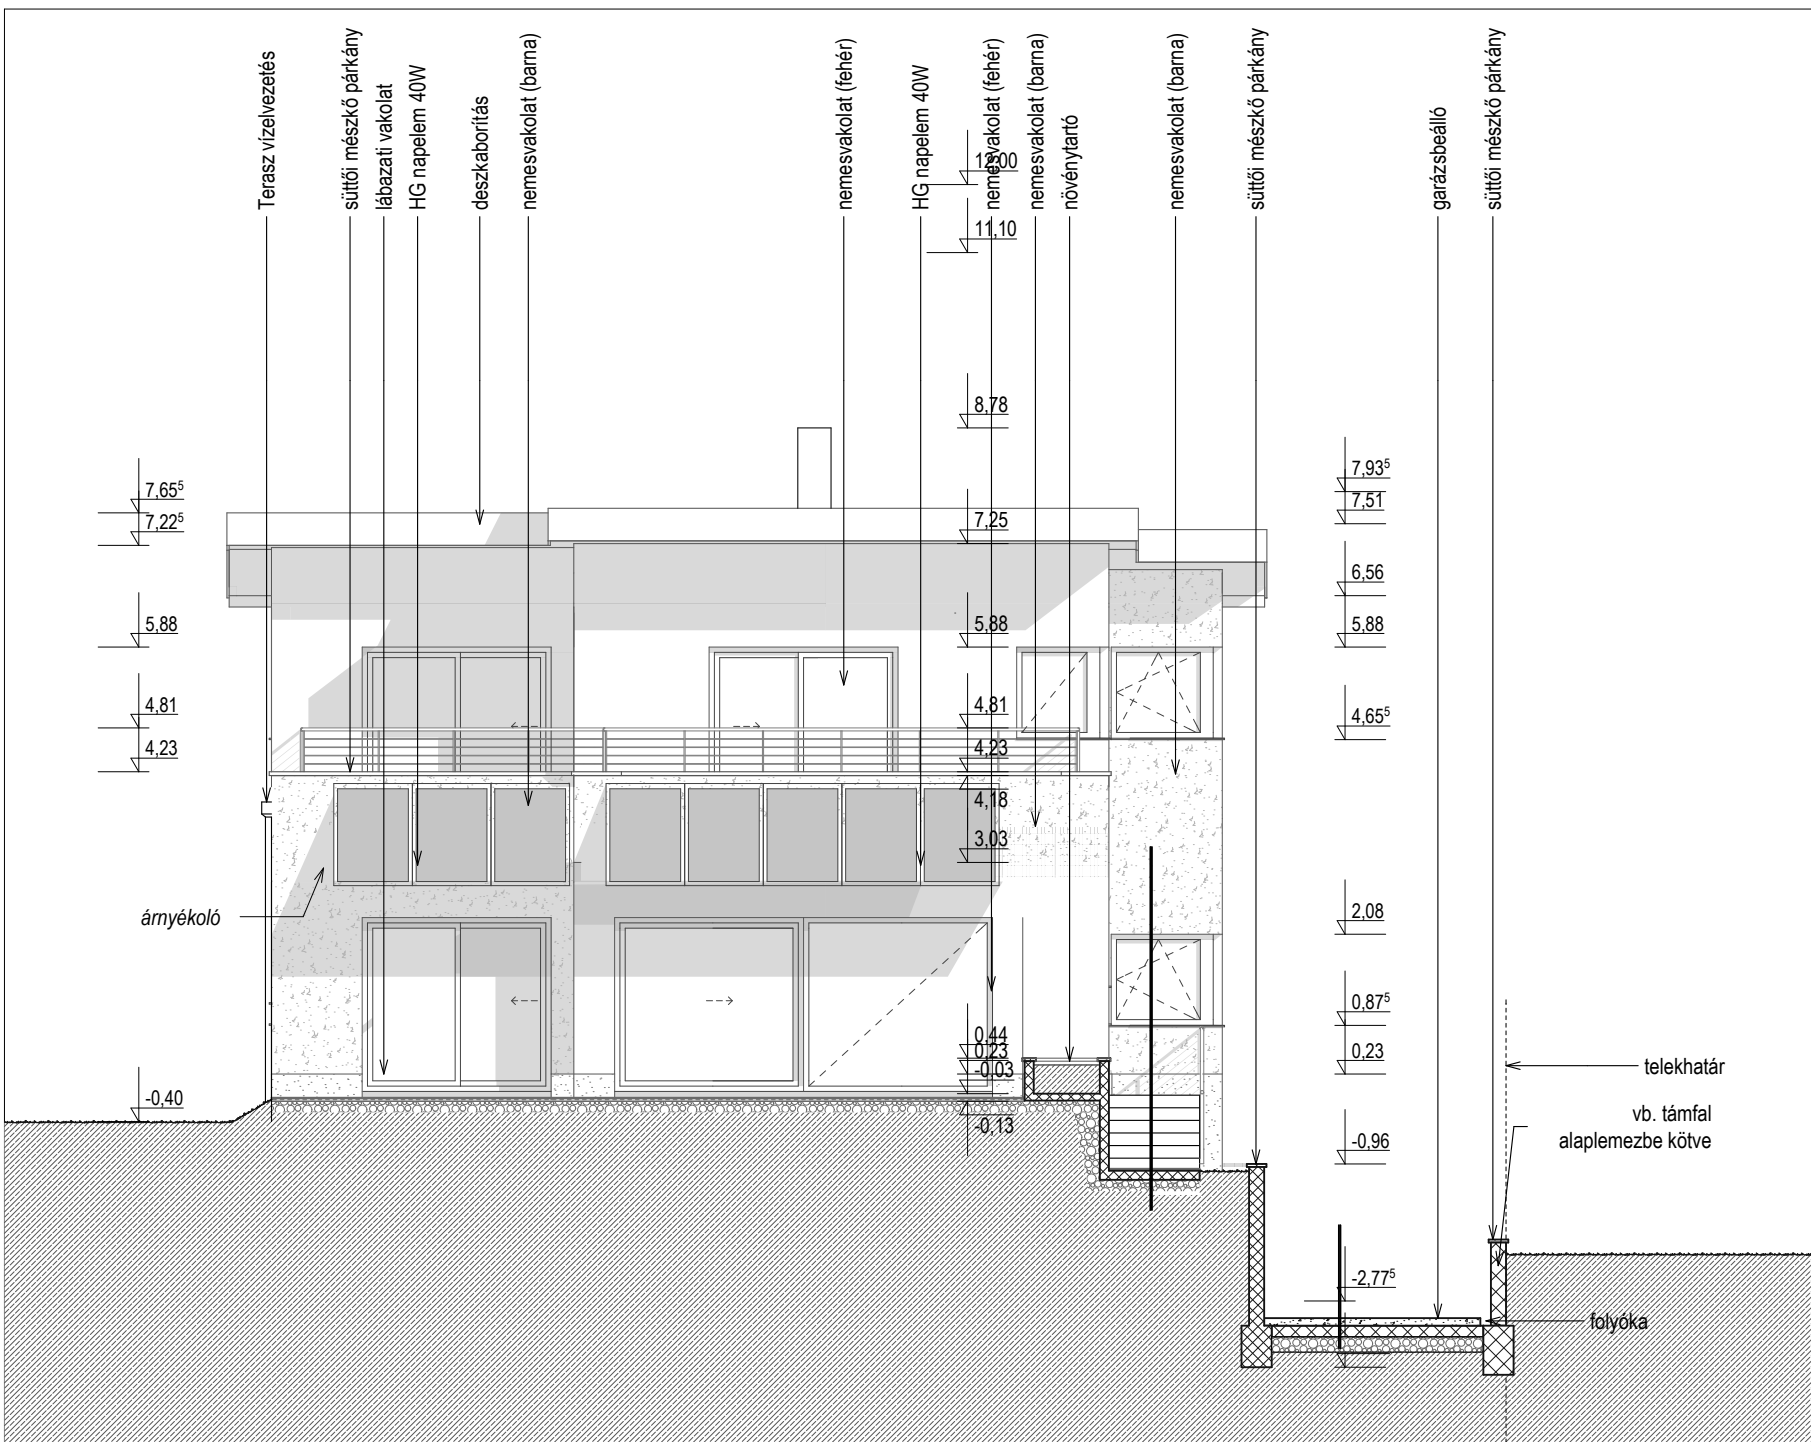 Terasz vízelvezetés
süttői mészkő párkány
lábazati vakolat
HG napelem 40W
deszkaborítás
nemesvakolat (barna)
nemesvakolat (fehér)
HG napelem 40W
nemesvakolat (fehér)
nemesvakolat (barna)
növénytartó
nemesvakolat (barna)
süttői mészkő párkány
garázsbeálló
süttői mészkő párkány
12,00
11,10
8,78
7,25
5,88
4,81
4,23
4,18
3,03
0,44
0,23
-0,03
-0,13
7,65⁵
7,22⁵
5,88
4,81
4,23
-0,40
árnyékoló
7,93⁵
7,51
6,56
5,88
4,65⁵
2,08
0,87⁵
0,23
-0,96
-2,77⁵
telekhatár
vb. támfal
alaplemezbe kötve
folyóka